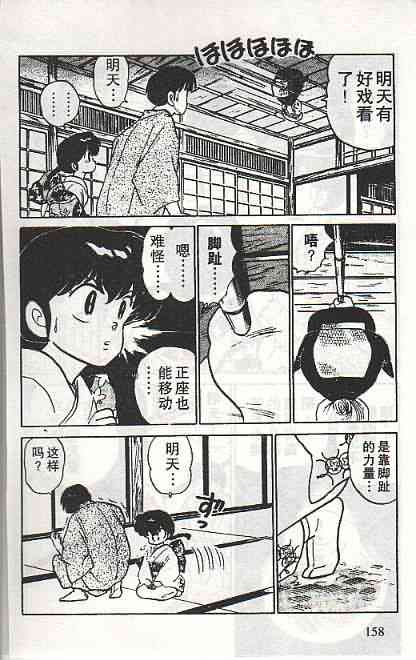 ほほほほほ
明天有
好戏看
了！
明天…
……
唔？
脚趾……
嗯……
难怪……
正座也
能移动
……
是靠脚趾
的力量…
明天…
ずっ
这样
吗？
158